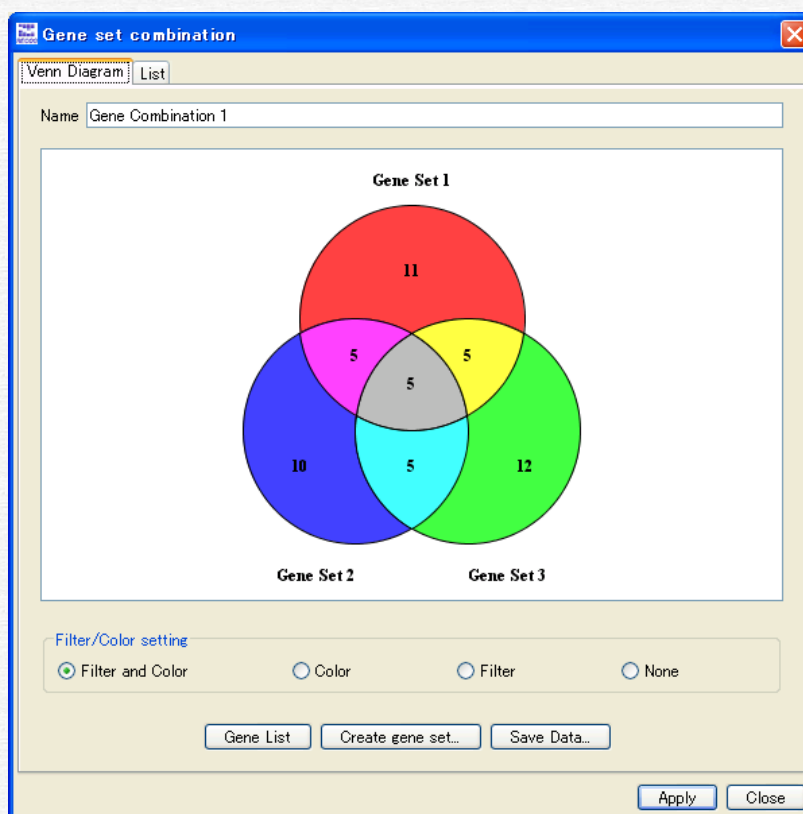 Gene set combination
Venn Diagram List
Name Gene Combination 1
Gene Set 1
11
5 5
5
10 5 12
Gene Set 2 Gene Set 3
Filter/Color setting
Filter and Color Color Filter None
Gene List Create gene set... Save Data...
Apply Close